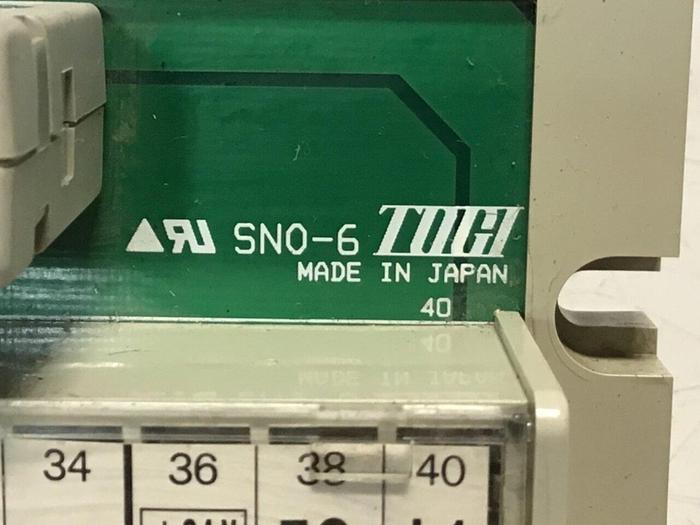 SNO-6 TOGI
MADE IN JAPAN
40
34 36 38 40